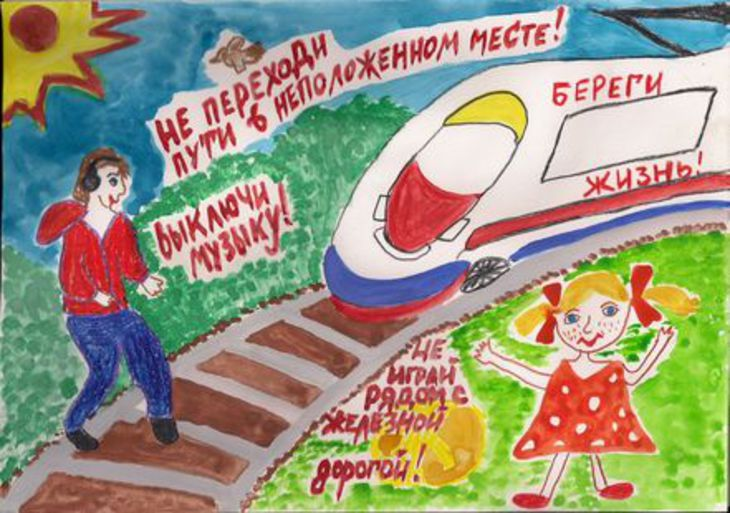 НЕ ПЕРЕХОДИ
ПУТИ В НЕПОЛОЖЕННОМ МЕСТЕ!
ВЫКЛЮЧИ
МУЗЫКУ!
БЕРЕГИ
ЖИЗНЬ!
НЕ
ИГРАЙ
РЯДОМ С
ЖЕЛЕЗНОЙ
ДОРОГОЙ!